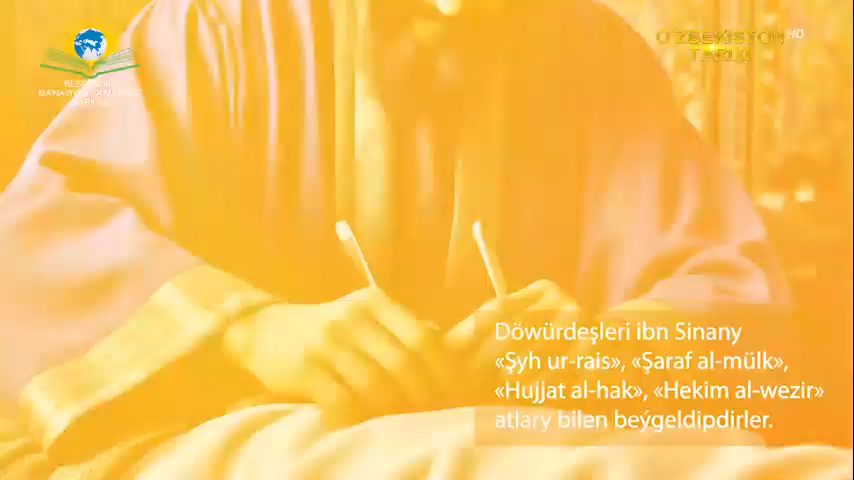 O'ZBEKISTON HD
TARIXI
Döwürdeşleri ibn Sinany
«Şyh ur-rais», «Şaraf al-mülk»,
«Hujjat al-hak», «Hekim al-wezir»
atlary bilen beýgeldipdirler.